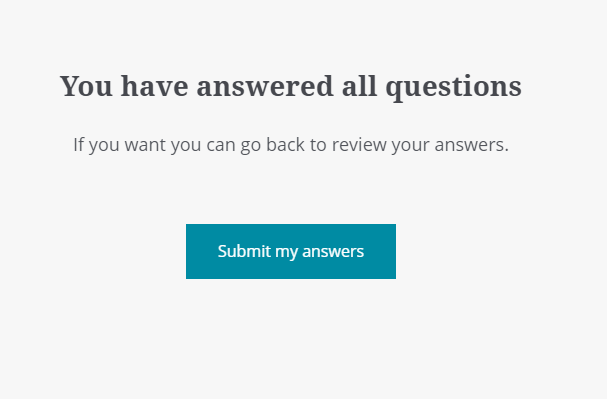 You have answered all questions
If you want you can go back to review your answers.
Submit my answers